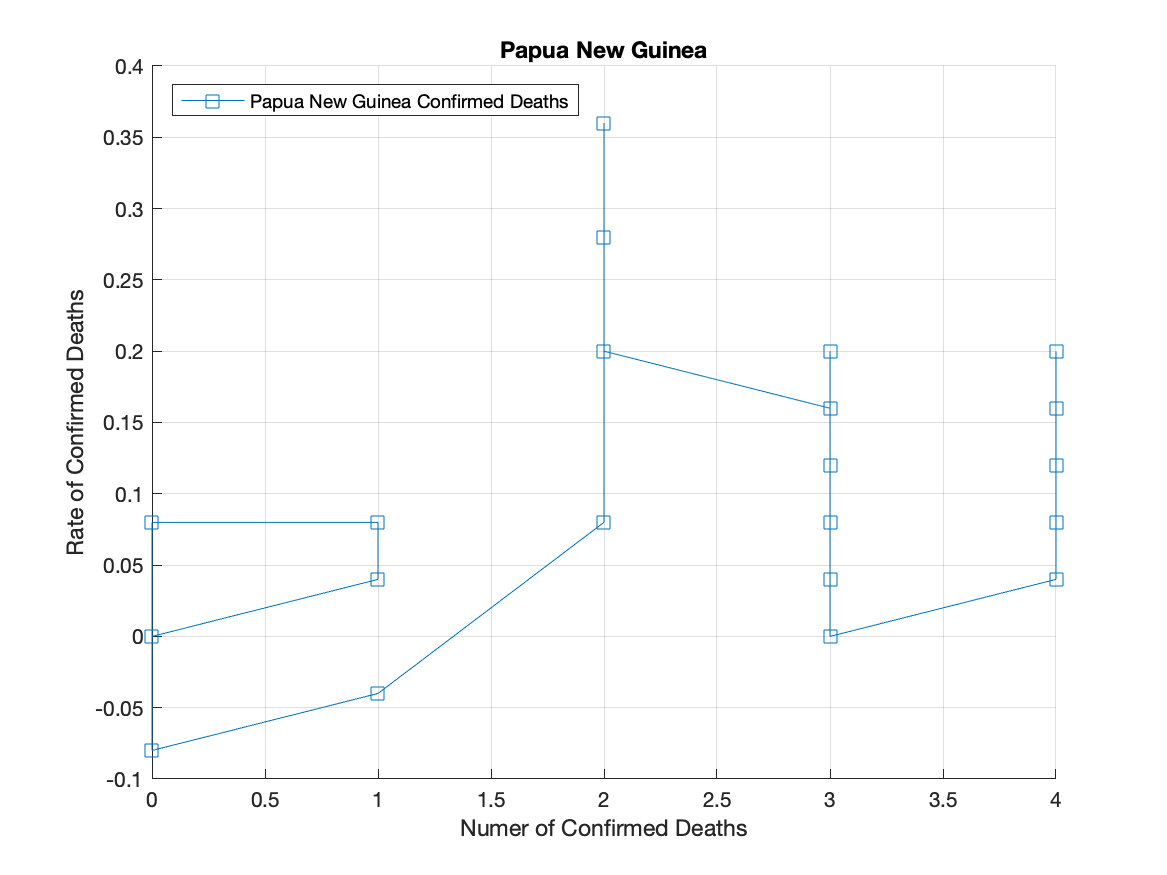 Papua New Guinea
Papua New Guinea Confirmed Deaths
0.4
0.35
0.3
0.25
0.2
0.15
0.1
0.05
0
-0.05
-0.1
Rate of Confirmed Deaths
0 0.5 1 1.5 2 2.5 3 3.5 4
Numer of Confirmed Deaths